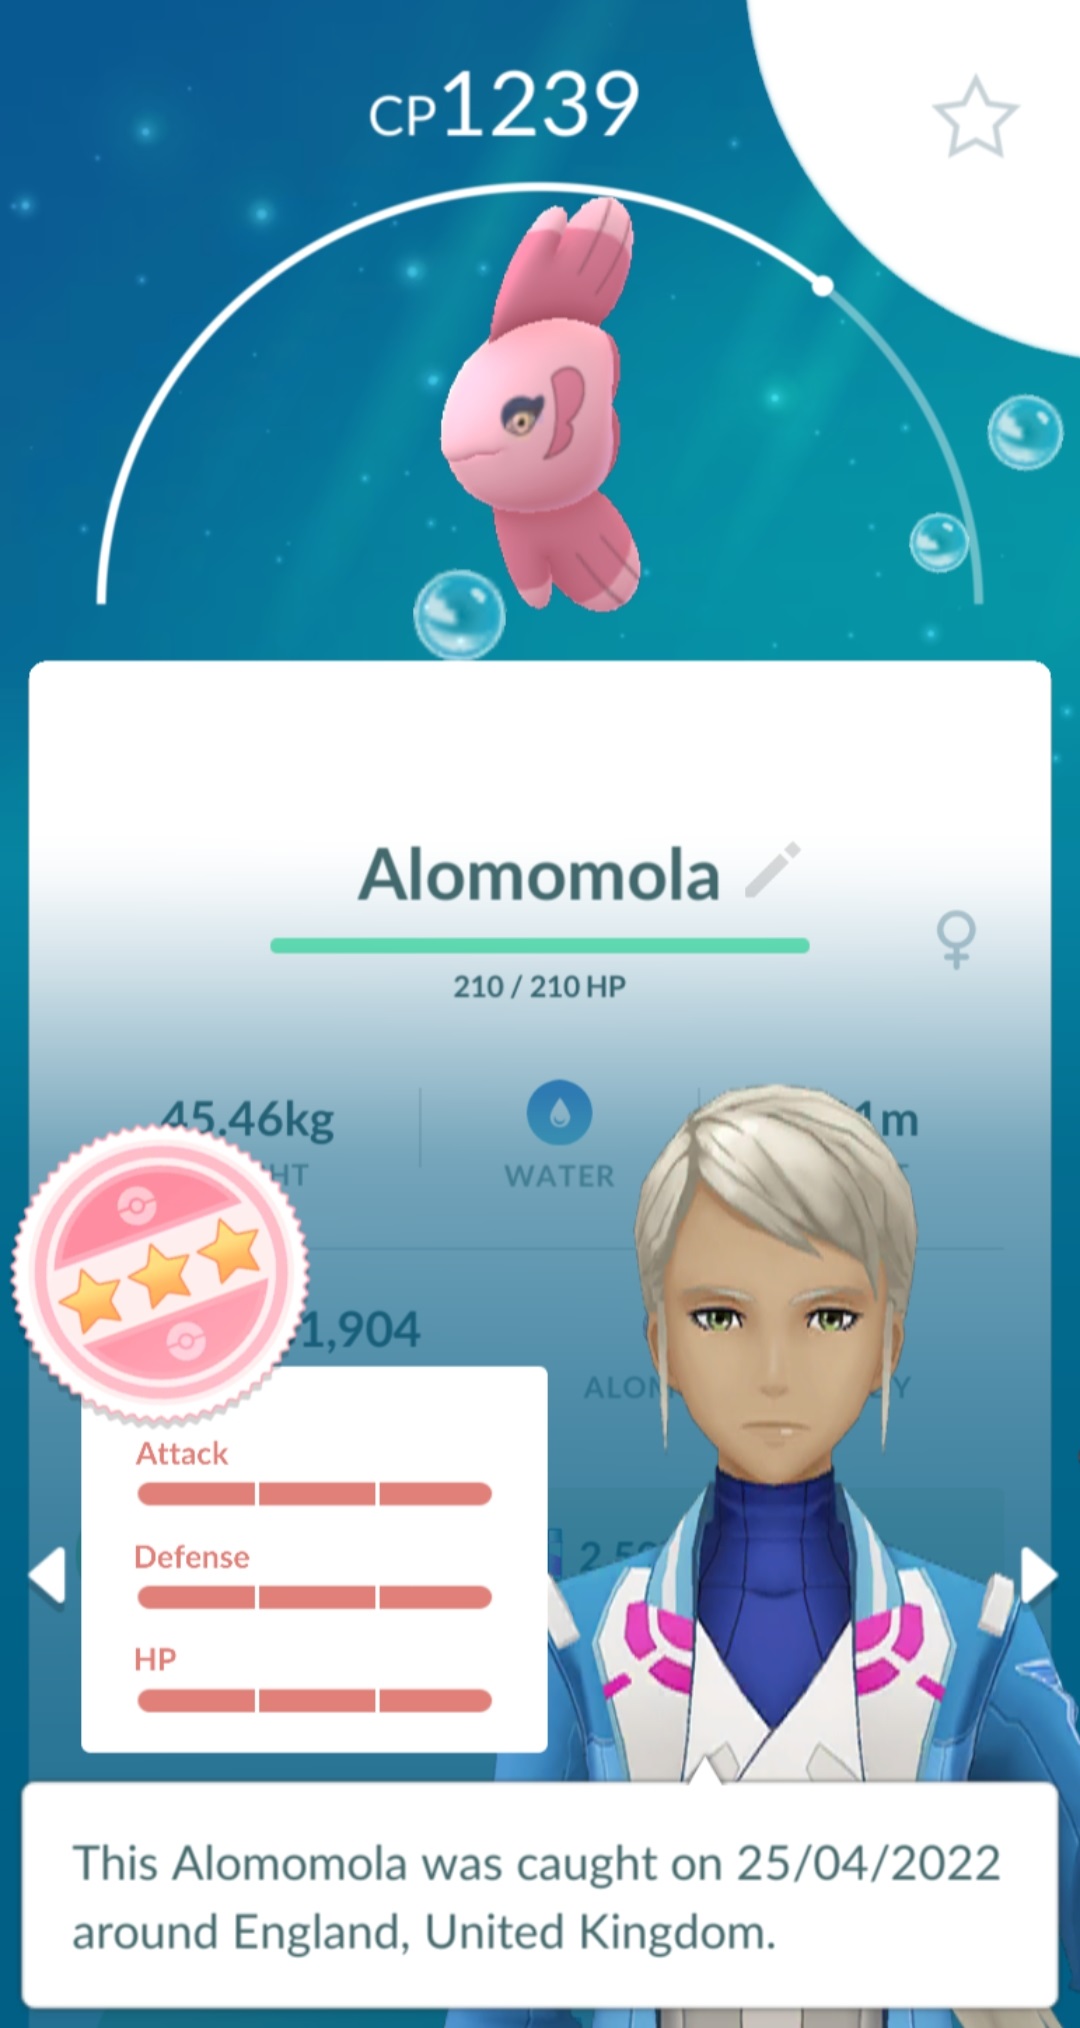 CP1239
Alomomola
210 / 210 HP
45.46kg
WATER
1,904
Attack
Defense
HP
This Alomomola was caught on 25/04/2022
around England, United Kingdom.